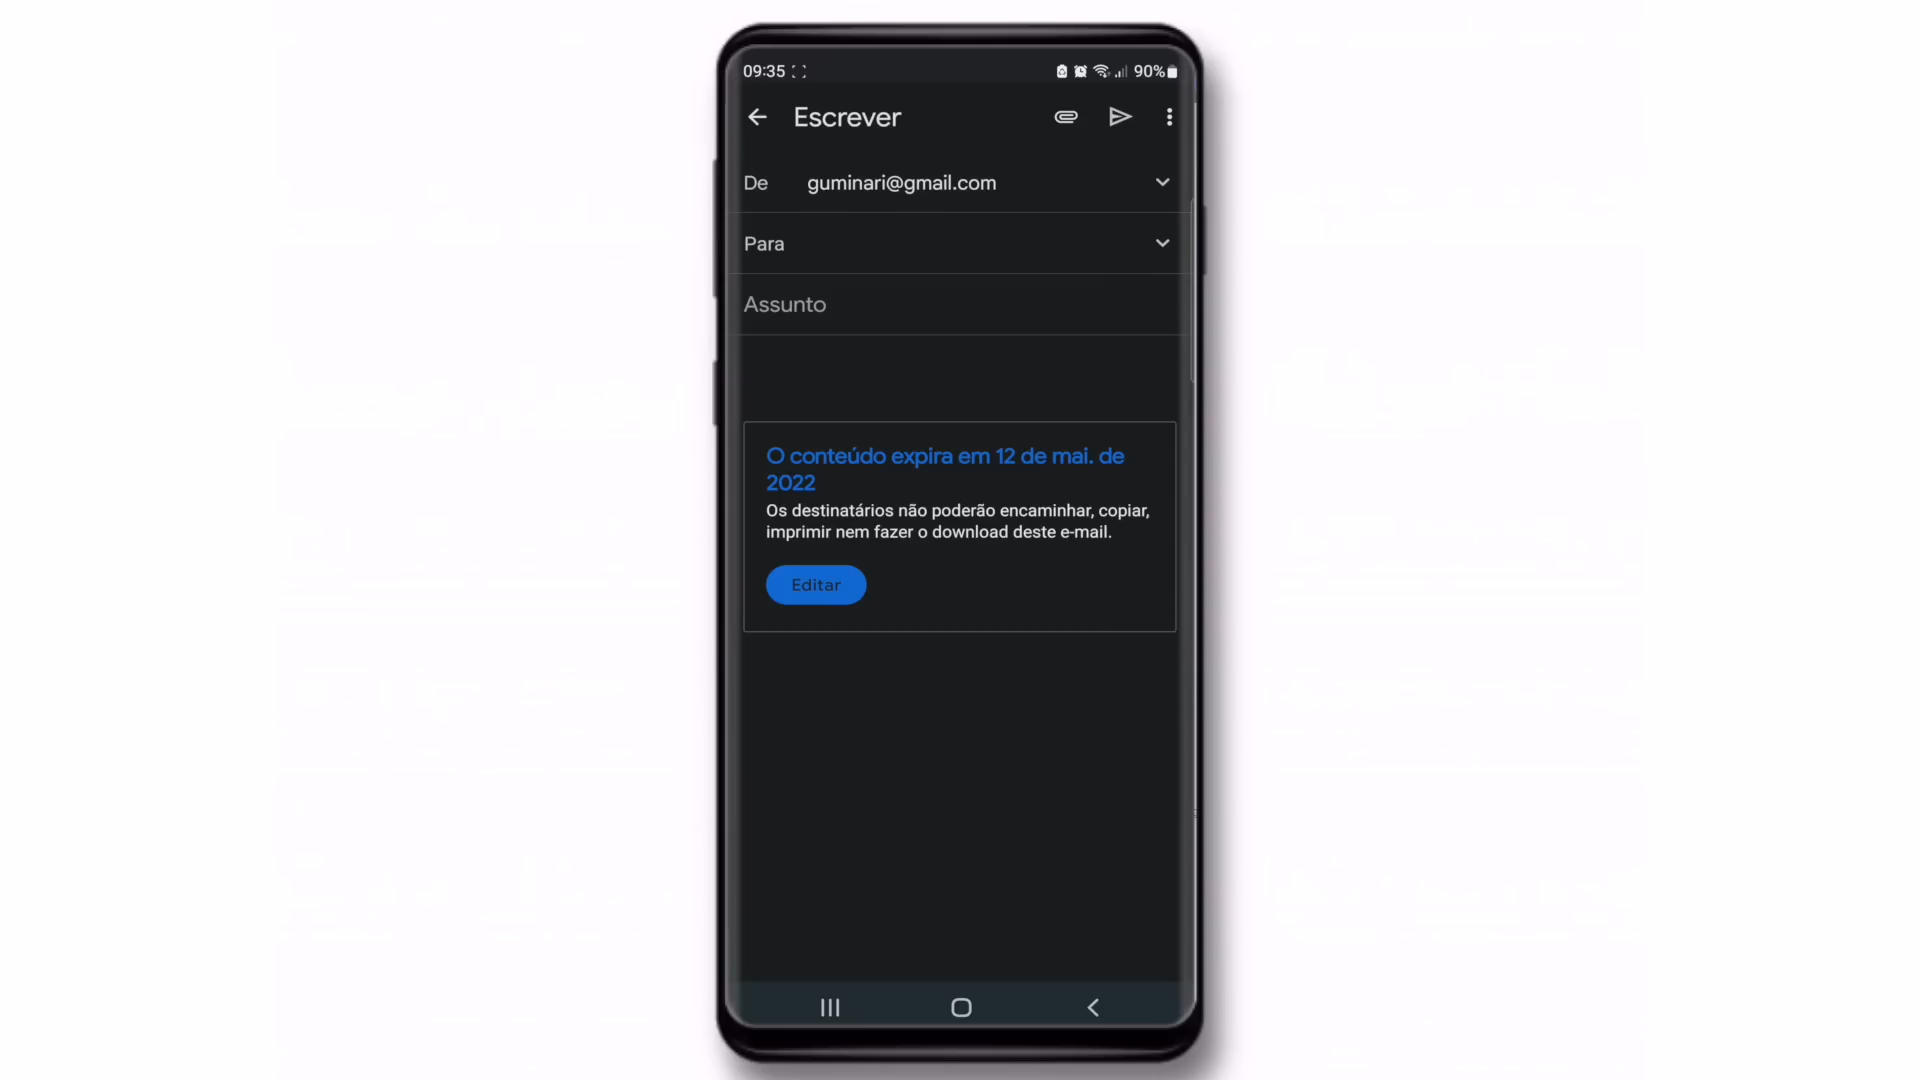 09:35
90%
Escrever
De guminari@gmail.com
Para
Assunto
O conteúdo expira em 12 de mai. de
2022
Os destinatários não poderão encaminhar, copiar,
imprimir nem fazer o download deste e-mail.
Editar